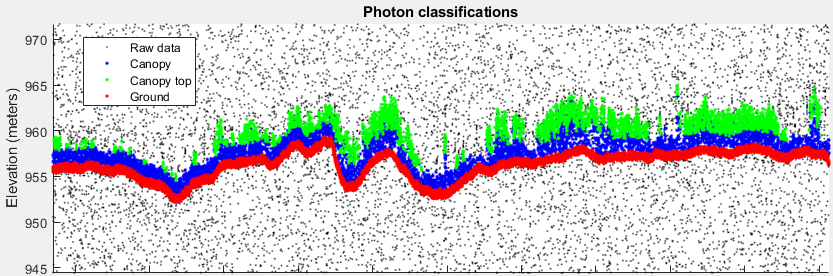 Photon classifications
Raw data
Canopy
Canopy top
Ground
Elevation (meters)
970
965
960
955
950
945